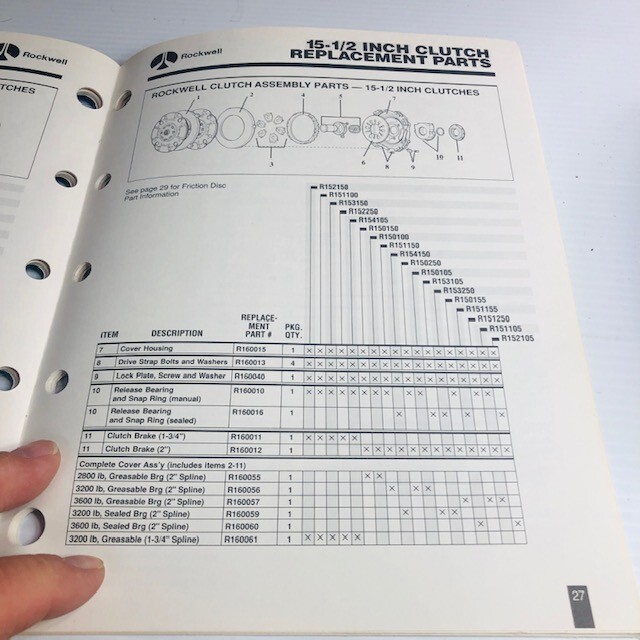 Rockwell
TCHES
Rockwell
15-1/2 INCH CLUTCH
REPLACEMENT PARTS
ROCKWELL CLUTCH ASSEMBLY PARTS — 15-1/2 INCH CLUTCHES
1
2
4
5
7
3
6
8
9
10
11
See page 29 for Friction Disc
Part Information
R152150
R151100
R153150
R152250
R154105
R150150
R150100
R151150
R154150
R150250
R150105
R153105
R153250
R150155
R151155
R151250
R151105
R152105
ITEM DESCRIPTION REPLACE-
MENT
PART # PKG.
QTY.
7 Cover Housing R160015 1 X X X X X X X X X X X X X X X X X X
8 Drive Strap Bolts and Washers R160013 4 X X X X X X X X X X X X X X X X X X
9 Lock Plate, Screw and Washer R160040 1 X X X X X X X X X X X X X X X X X X
10 Release Bearing
and Snap Ring (manual) R160010 1 X X X X X X X X X X X X
10 Release Bearing
and Snap Ring (sealed) R160016 1 X X X X X
11 Clutch Brake (1-3/4") R160011 1 X X X X X
11 Clutch Brake (2") R160012 1 X X X X X X X X X X X X X
Complete Cover Ass'y (includes items 2-11)
2800 lb, Greasable Brg (2" Spline) R160055 1 X X
3200 lb, Greasable Brg (2" Spline) R160056 1 X X X
3600 lb, Greasable Brg (2" Spline) R160057 1 X X X
3200 lb, Sealed Brg (2" Spline) R160059 1 X X X
3600 lb, Sealed Brg (2" Spline) R160060 1 X X
3200 lb, Greasable (1-3/4" Spline) R160061 1 X X X X X
27